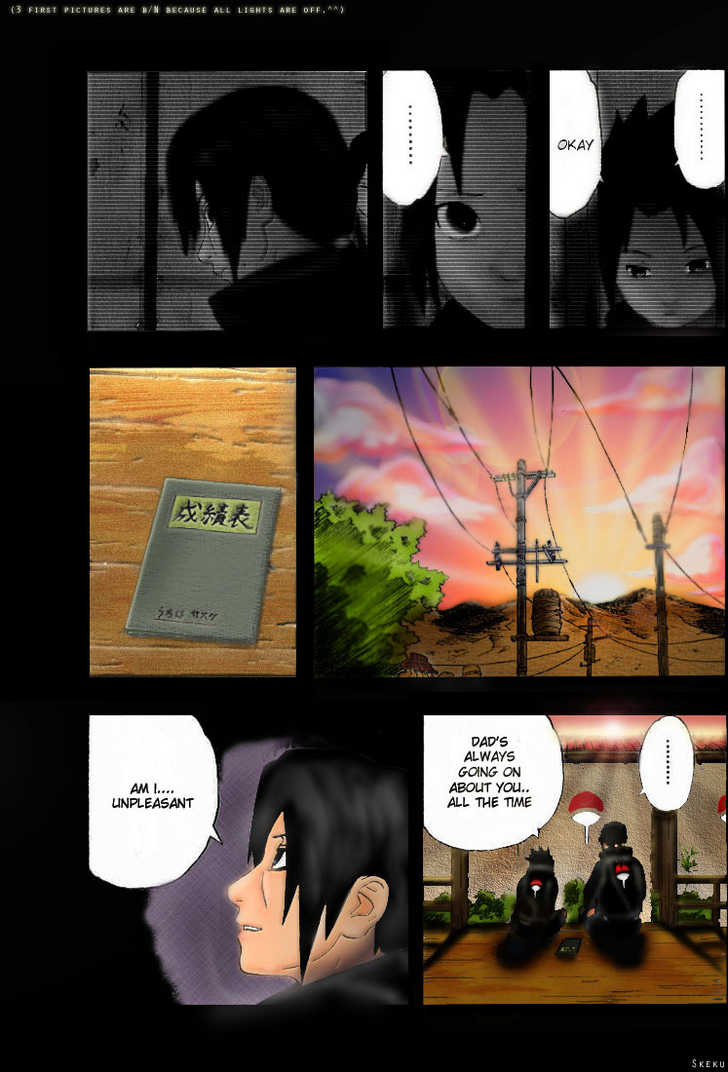 (3 FIRST PICTURES ARE B/N BECAUSE ALL LIGHTS ARE OFF.^^)
.........
OKAY
.........
成績表
うちは サスケ
DAD'S
ALWAYS
GOING ON
ABOUT YOU..
ALL THE TIME
.........
AM I....
UNPLEASANT
SKEKU